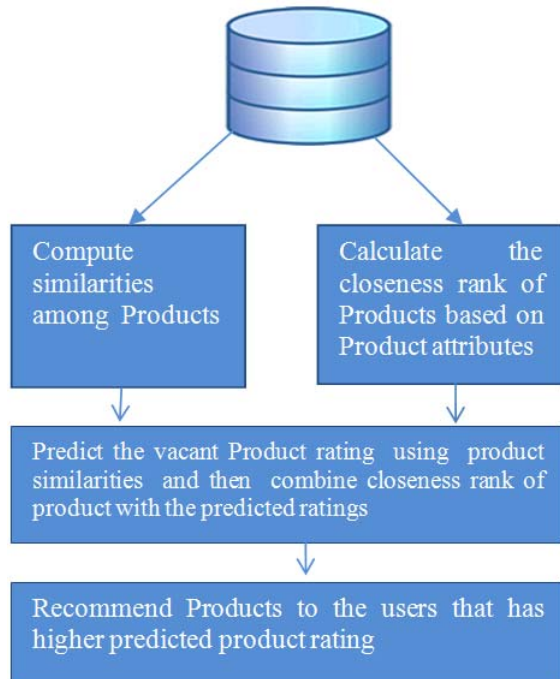 Compute
similarities
among Products
Calculate the
closeness rank of
Products based on
Product attributes
Predict the vacant Product rating using product
similarities and then combine closeness rank of
product with the predicted ratings
Recommend Products to the users that has
higher predicted product rating